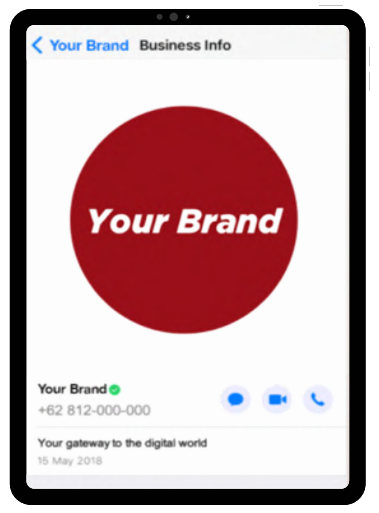 Your Brand Business Info
Your Brand
Your Brand
+62 812-000-000
Your gateway to the digital world
15 May 2018